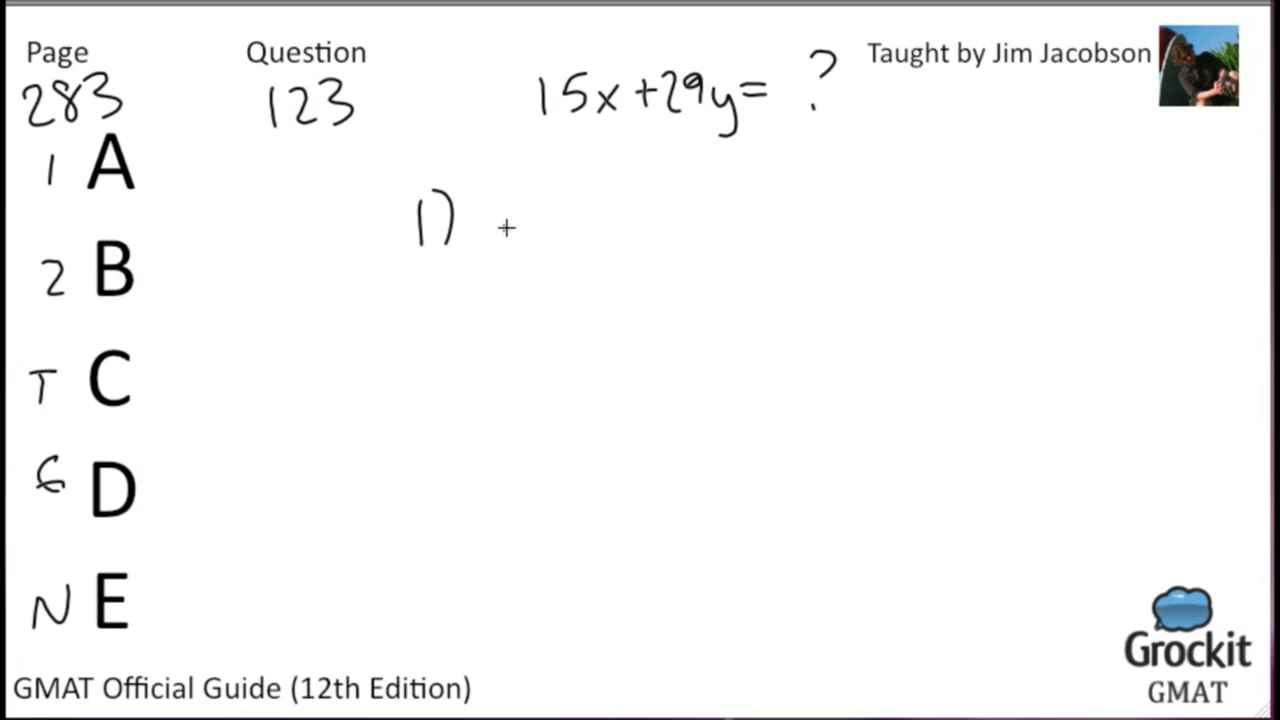 Page Question Taught by Jim Jacobson
283 123 15x+29y= ?
1 A
1)
2 B
T C
E D
N E
Grockit
GMAT
GMAT Official Guide (12th Edition)